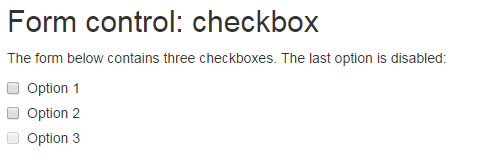 Form control: checkbox
The form below contains three checkboxes. The last option is disabled:
Option 1
Option 2
Option 3